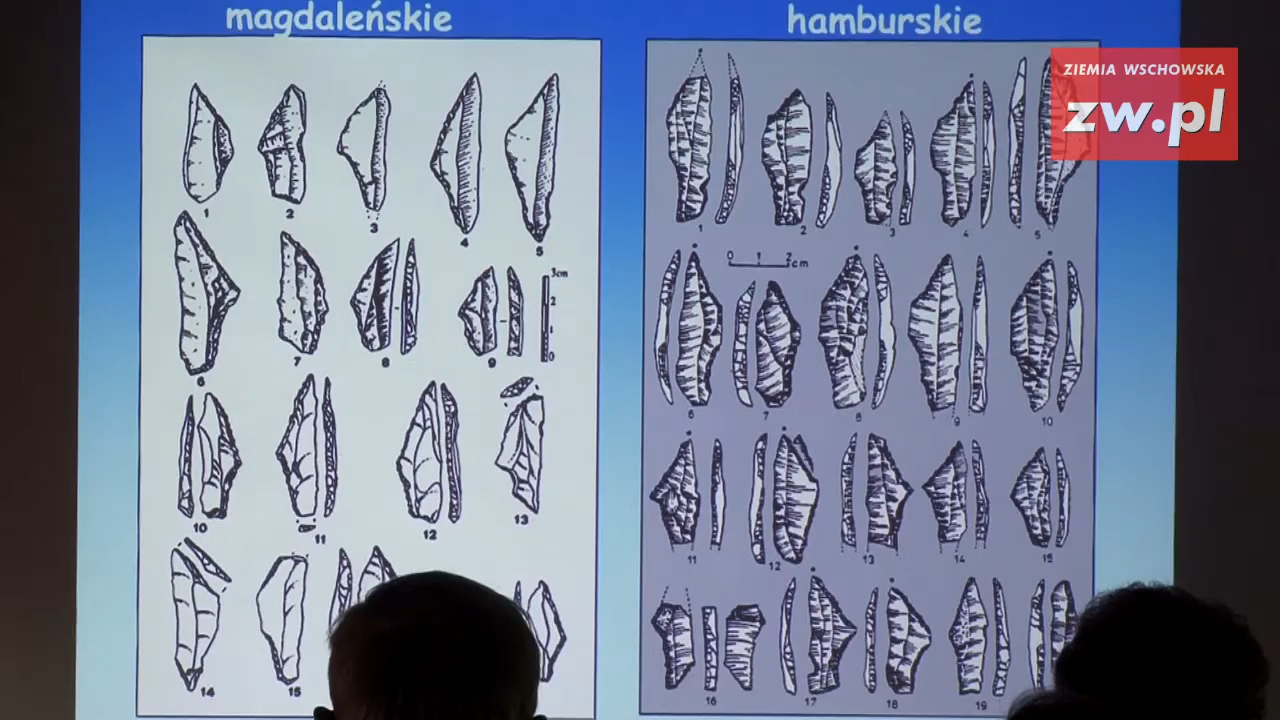 magdaleńskie
1 2 3 4 5
6 7 8 9
3cm
2
1
0
10 11 12 13
14 15
hamburskie
1 2 3 4 5
0 1 2cm
6 7 8 9 10
11 12 13 14 15
16 17 18 19
ZIEMIA WSCHOWSKA
zw.pl